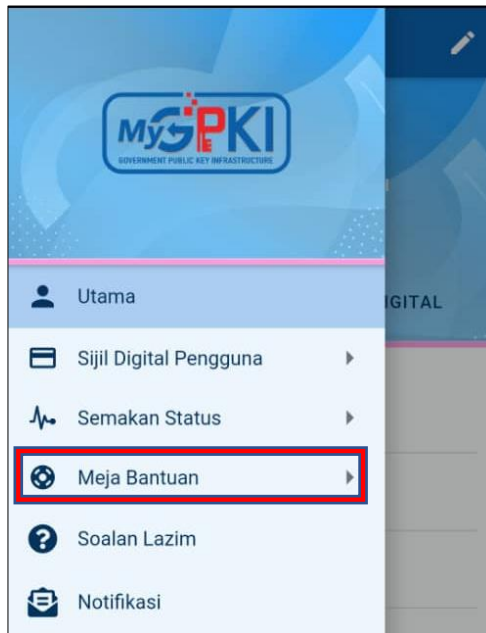 MyGPKI
GOVERNMENT PUBLIC KEY INFRASTRUCTURE
Utama
IGITAL
Sijil Digital Pengguna
Semakan Status
Meja Bantuan
Soalan Lazim
Notifikasi